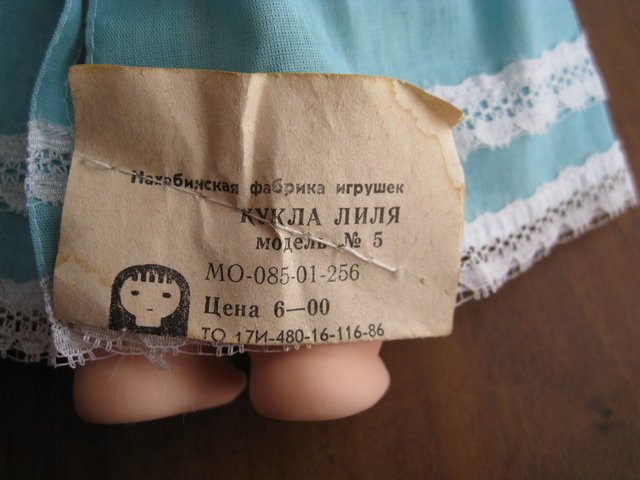 Нахабинская фабрика игрушек
КУКЛА ЛИЛЯ
модель № 5
МО-085-01-256
Цена 6—00
ТО 17И-480-16-116-86